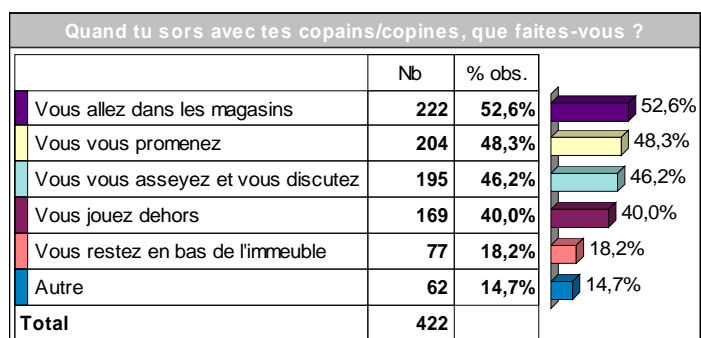 Quand tu sors avec tes copains/copines, que faites-vous ?
Nb % obs.
Vous allez dans les magasins 222 52,6% 52,6%
Vous vous promenez 204 48,3% 48,3%
Vous vous asseyez et vous discutez 195 46,2% 46,2%
Vous jouez dehors 169 40,0% 40,0%
Vous restez en bas de l'immeuble 77 18,2% 18,2%
Autre 62 14,7% 14,7%
Total 422